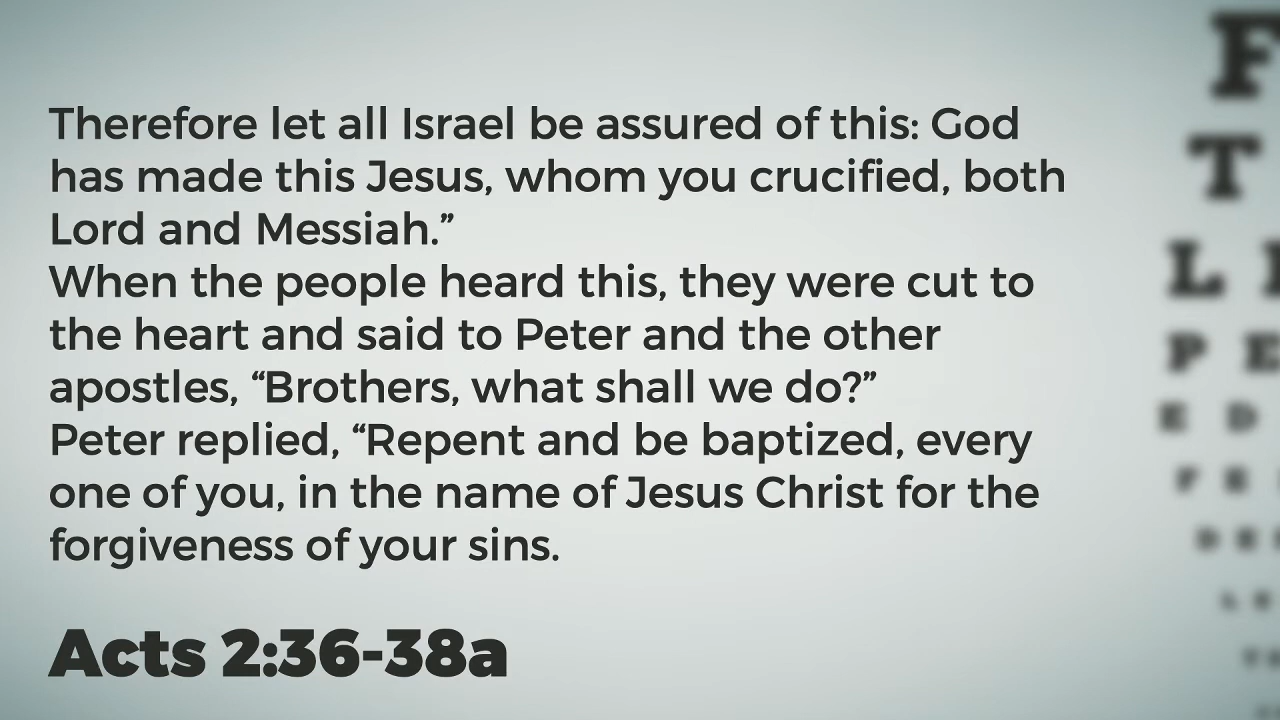 Therefore let all Israel be assured of this: God
has made this Jesus, whom you crucified, both
Lord and Messiah.”
When the people heard this, they were cut to
the heart and said to Peter and the other
apostles, “Brothers, what shall we do?”
Peter replied, “Repent and be baptized, every
one of you, in the name of Jesus Christ for the
forgiveness of your sins.
Acts 2:36-38a
F
T
L
P E
E D
F E
D E
L E